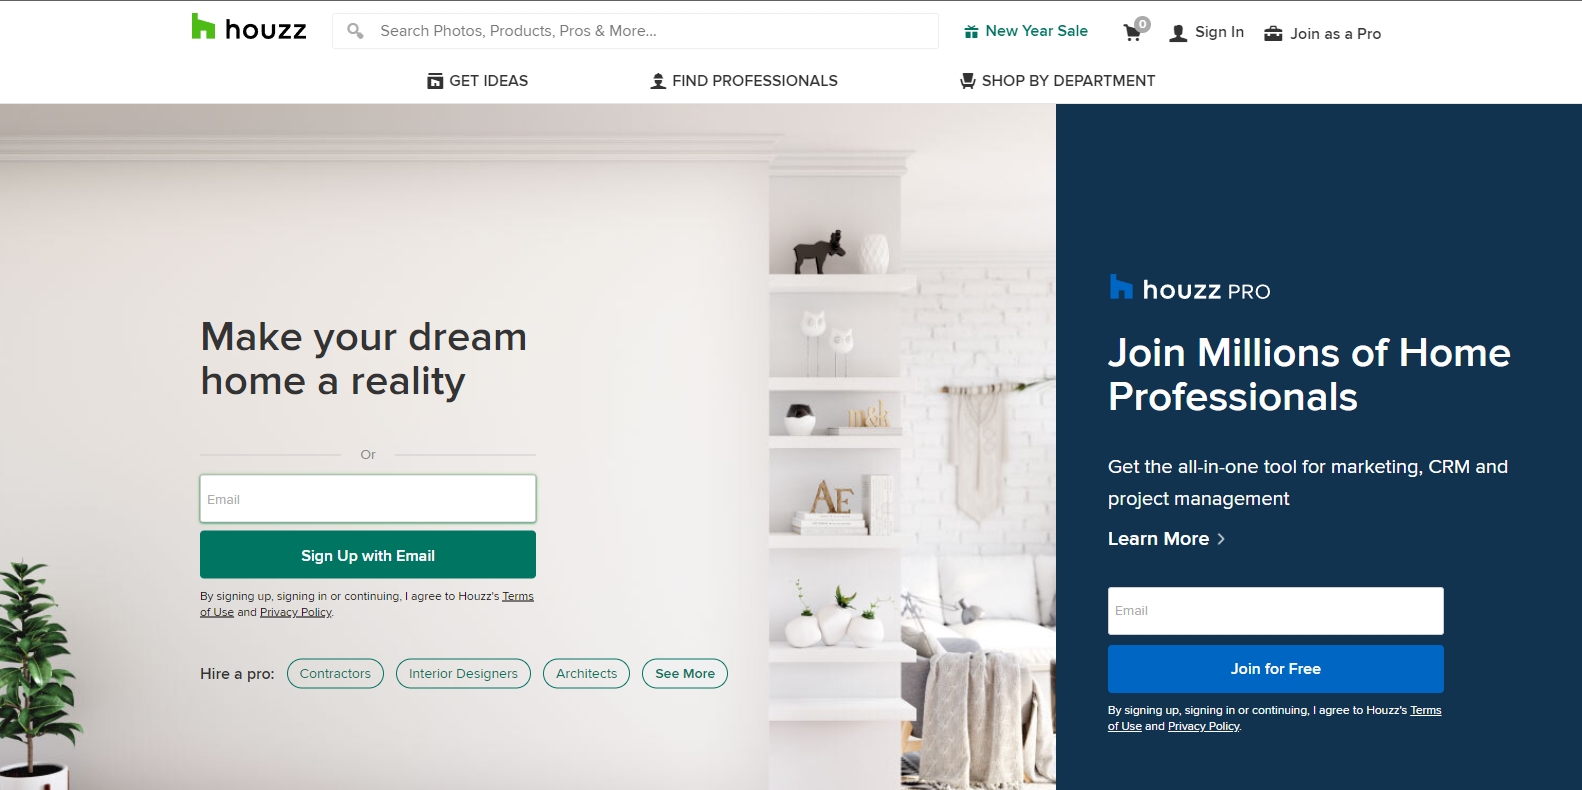 houzz
Search Photos, Products, Pros & More...
New Year Sale
0
Sign In
Join as a Pro
GET IDEAS
FIND PROFESSIONALS
SHOP BY DEPARTMENT
Make your dream
home a reality
Or
Email
Sign Up with Email
By signing up, signing in or continuing, I agree to Houzz's Terms
of Use and Privacy Policy.
Hire a pro:
Contractors
Interior Designers
Architects
See More
m&k
AE
houzz PRO
Join Millions of Home
Professionals
Get the all-in-one tool for marketing, CRM and
project management
Learn More >
Email
Join for Free
By signing up, signing in or continuing, I agree to Houzz's Terms
of Use and Privacy Policy.